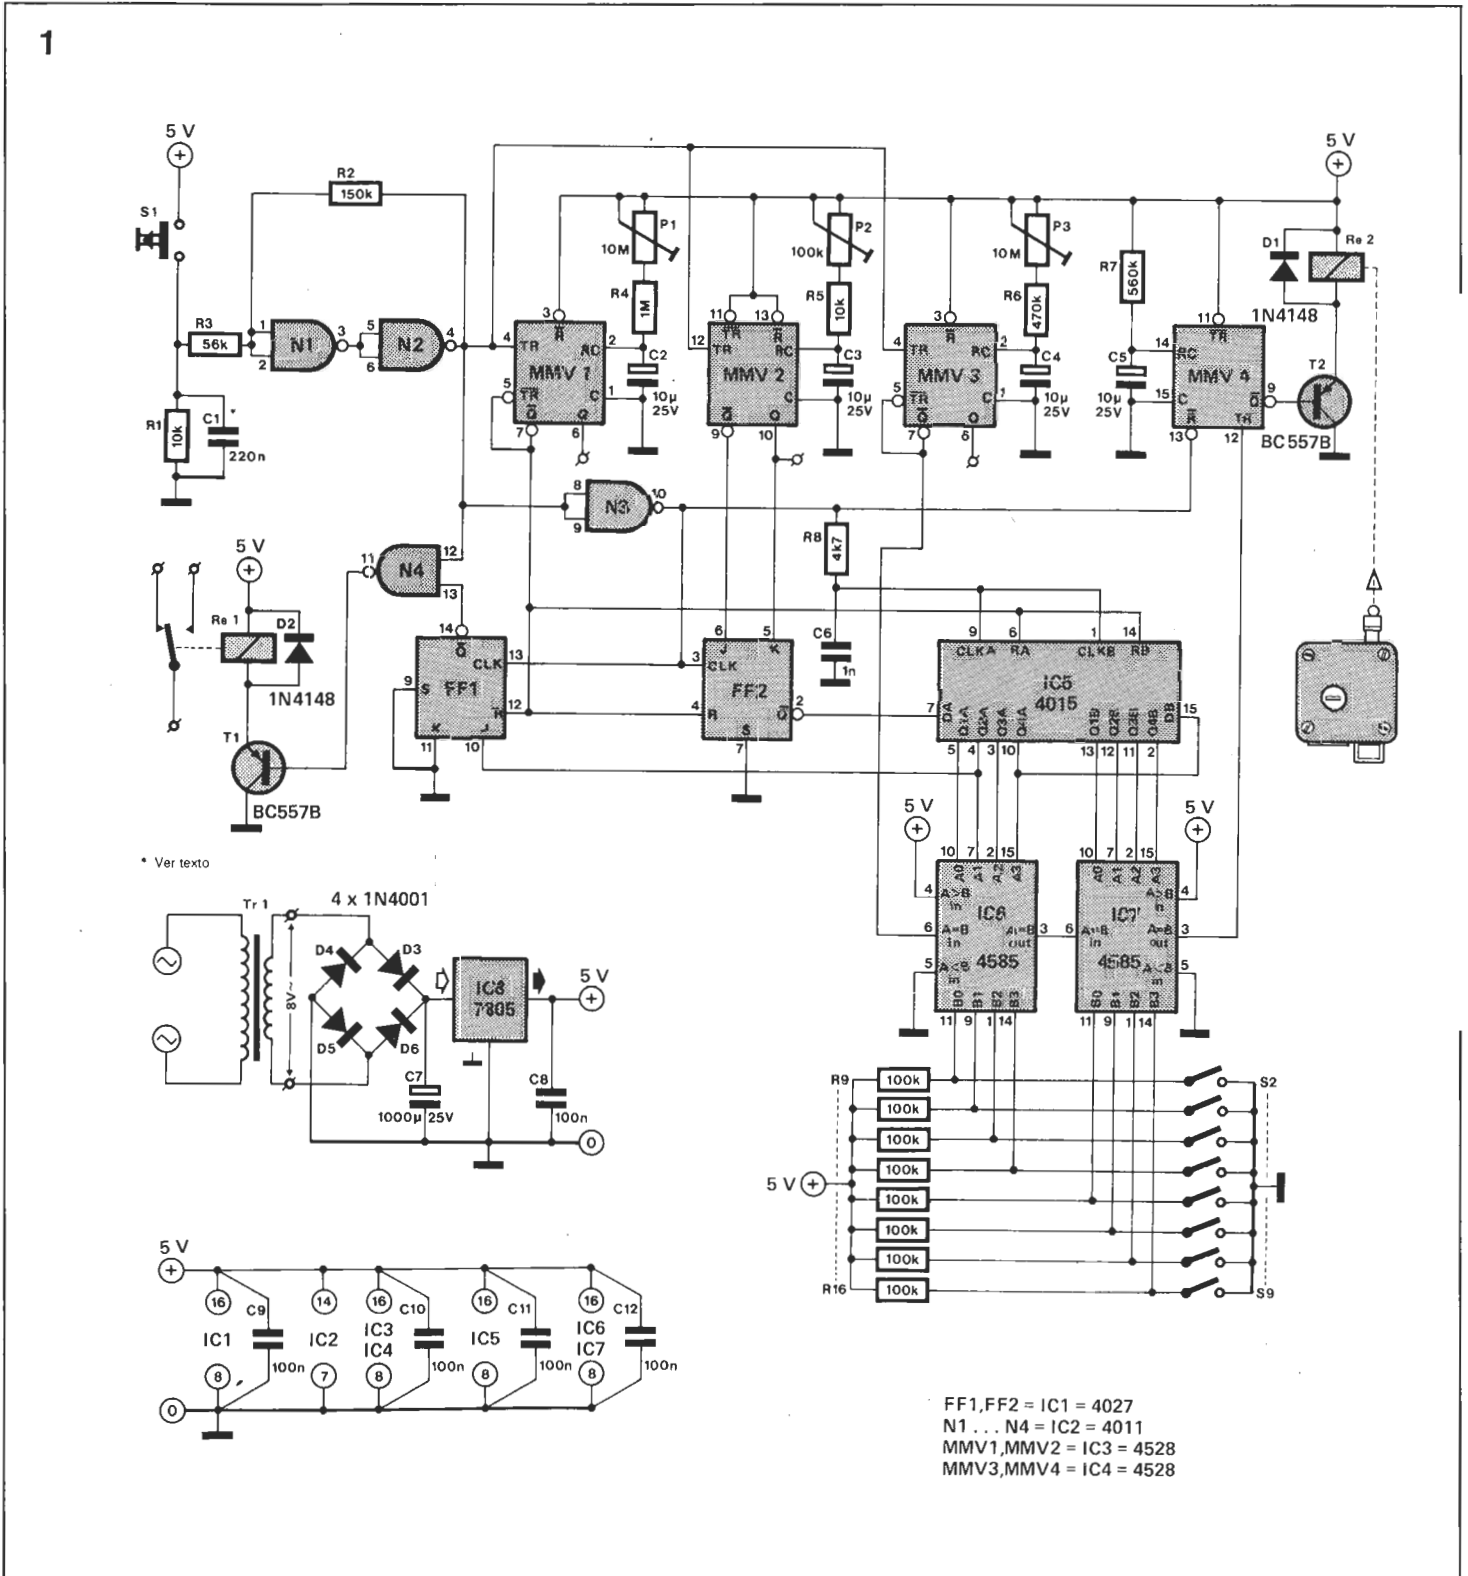 1
5 V
5 V
R2
150k
S1
P1
10M
P2
100k
P3
10M
R7
560k
D1
Re 2
1N4148
R3
56k
1
2
N1
3
5
6
N2
4
R4
1M
R5
10k
R6
470k
3
R
4 TR
RC 2
MMV 1
5 TR
C 1
Q
Q
7
6
C2
10µ
25V
11
13
TR
R
12 TR
RC
MMV 2
C
Q
Q
9
10
C3
10µ
25V
3
R
4 TR
RC 2
MMV 3
5 TR
C 1
Q
Q
7
6
C4
10µ
25V
C5
10µ
25V
11
TR
14 RC
MMV 4
15 C
R
13
Q 9
TR
12
T2
BC557B
R1
10k
C1
*
220n
8
9
N3
10
R8
4k7
5 V
11
N4
12
13
Re 1
D2
1N4148
T1
BC557B
14
Q
CLK 13
9 S
FF1
R 12
K
J
11
10
6
5
J
K
3 CLK
FF2
4 R
Q 2
S
7
C6
1n
9
6
1
14
CLKA
RA
CLKB
RB
IC5
4015
7 DA
Q1A
Q2A
Q3A
Q4A
Q1B
Q2B
Q3B
Q4B
DB 15
5
4
3
10
13
12
11
2
5 V
5 V
10
7
2
15
10
7
2
15
A0
A1
A2
A3
A0
A1
A2
A3
4 A>B
in
IC6
6 A=B
in
A=B
out 3
4585
A<B
in
5
B0
B1
B2
B3
IC7
A>B
in 4
6 A=B
in
A=B
out 3
4585
A<B
in 5
B0
B1
B2
B3
11
9
1
14
11
9
1
14
* Ver texto
Tr 1
4 x 1N4001
8V~
D4
D3
D5
D6
IC8
7805
5 V
C7
1000µ 25V
C8
100n
0
R9
100k
S2
100k
100k
100k
5 V
100k
100k
100k
R16
100k
S9
5 V
16
C9
14
16
C10
16
C11
16
C12
IC1
IC2
IC3
IC4
IC5
IC6
IC7
100n
100n
100n
100n
8
7
8
8
8
0
FF1,FF2 = IC1 = 4027
N1 . . . N4 = IC2 = 4011
MMV1,MMV2 = IC3 = 4528
MMV3,MMV4 = IC4 = 4528